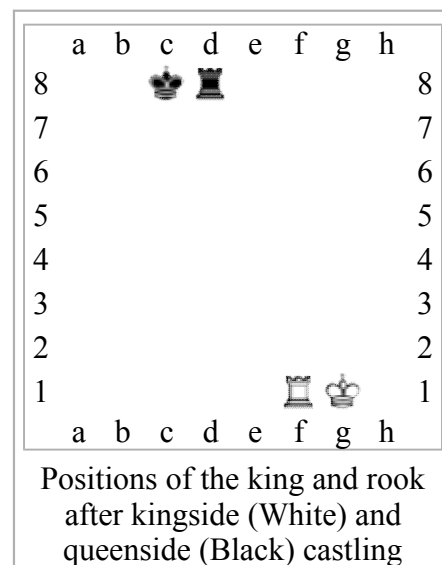 a b c d e f g h
8 8
7 7
6 6
5 5
4 4
3 3
2 2
1 1
a b c d e f g h
Positions of the king and rook
after kingside (White) and
queenside (Black) castling